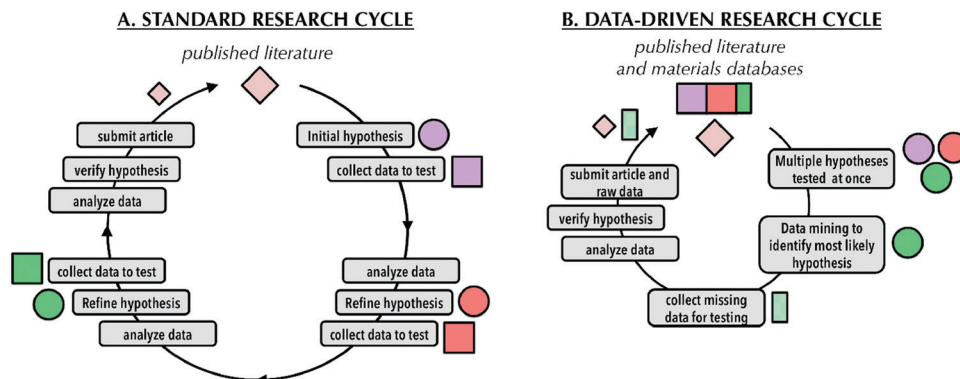 A. STANDARD RESEARCH CYCLE
published literature
Initial hypothesis
collect data to test
analyze data
Refine hypothesis
collect data to test
analyze data
Refine hypothesis
collect data to test
analyze data
verify hypothesis
submit article
B. DATA-DRIVEN RESEARCH CYCLE
published literature
and materials databases
Multiple hypotheses
tested at once
Data mining to
identify most likely
hypothesis
collect missing
data for testing
analyze data
verify hypothesis
submit article and
raw data